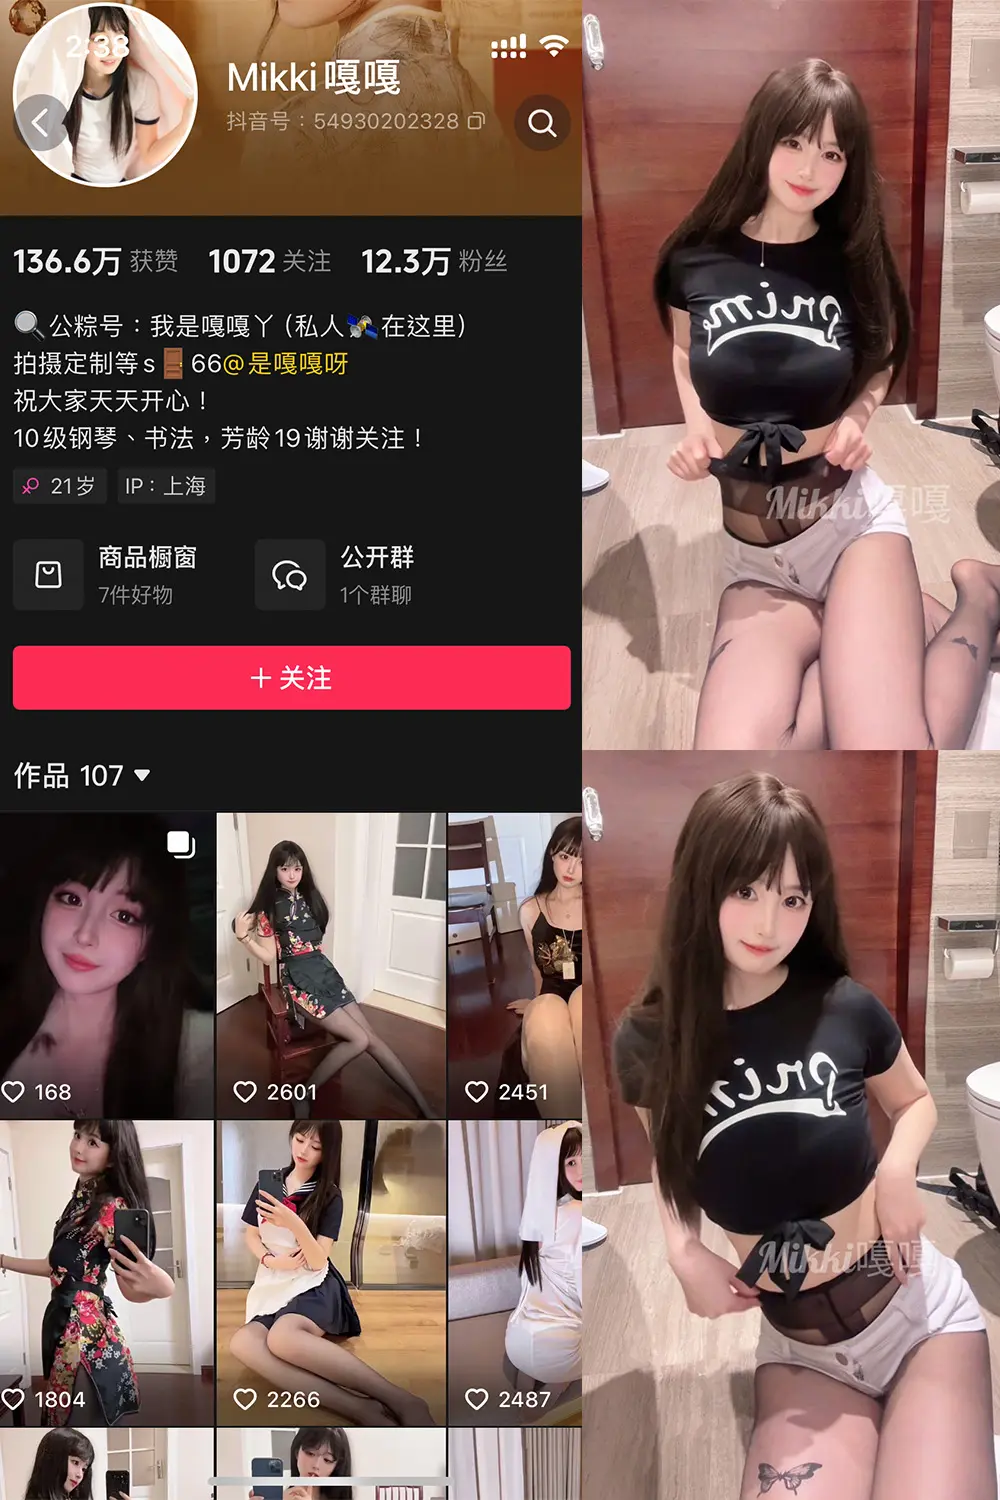 2:38
Mikki嘎嘎
抖音号：54930202328
136.6万 获赞 1072 关注 12.3万 粉丝
🔍公粽号：我是嘎嘎丫 (私人🛰️在这里)
拍摄定制等s🚪66@是嘎嘎呀
祝大家天天开心！
10级钢琴、书法，芳龄19谢谢关注！
21岁 IP：上海
商品橱窗
7件好物
公开群
1个群聊
+ 关注
作品 107
168
2601
2451
1804
2266
2487
Prim
Mikki嘎嘎
Prim
Mikki嘎嘎